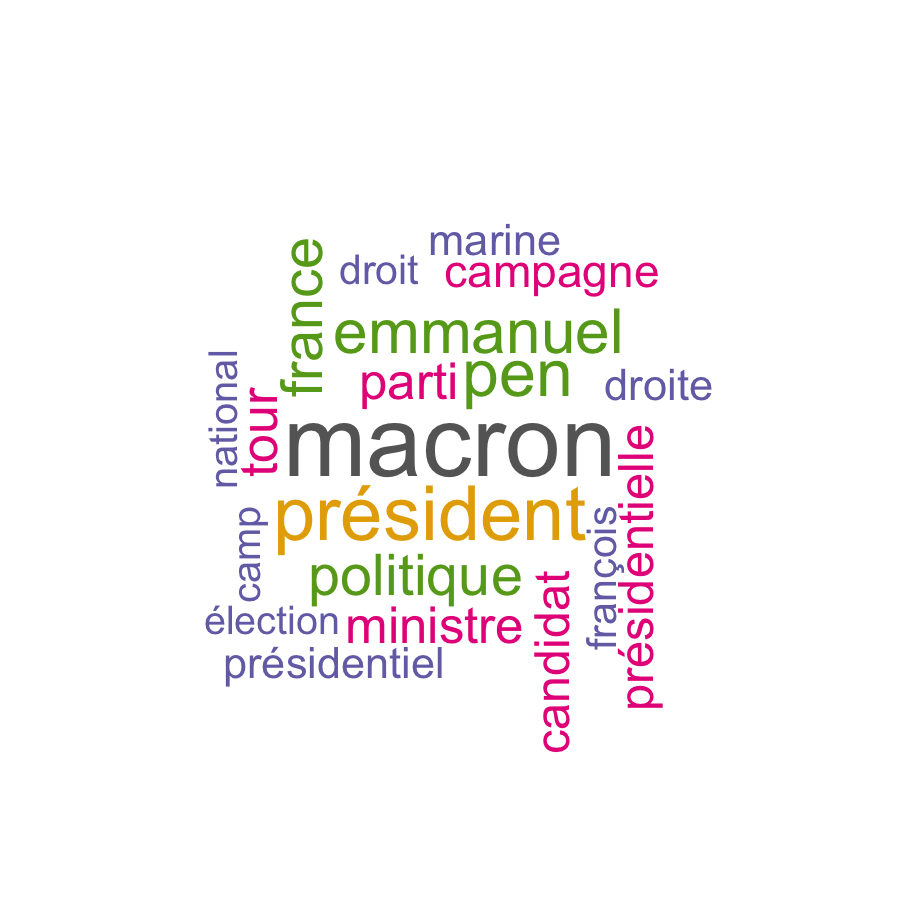 marine
droit
campagne
france
emmanuel
parti
pen
droite
national
tour
macron
président
présidentielle
camp
françois
politique
élection
ministre
candidat
présidentiel